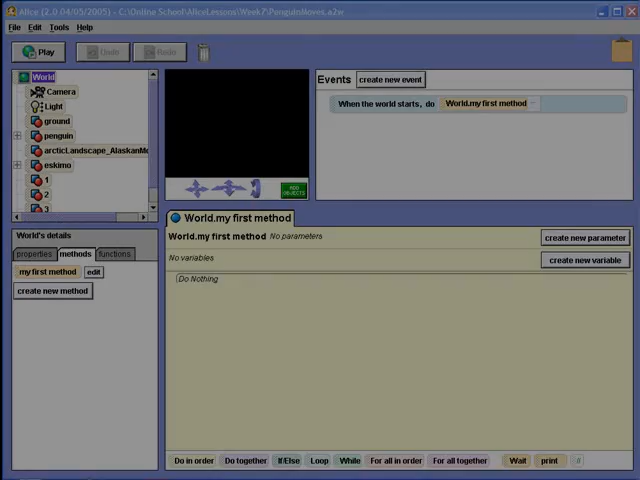 Alice (2.0 04/05/2005) - C:\Online School\AliceLessons\Week7\PenguinMoves.a2w
File Edit Tools Help
Play Undo Redo
World
Camera
Light
ground
penguin
arcticLandscape_AlaskanMo
eskimo
1
2
3
ADD OBJECTS
Events create new event
When the world starts, do World.my first method
World's details
properties methods functions
my first method edit
create new method
World.my first method
World.my first method No parameters create new parameter
No variables create new variable
Do Nothing
Do in order Do together If/Else Loop While For all in order For all together Wait print //